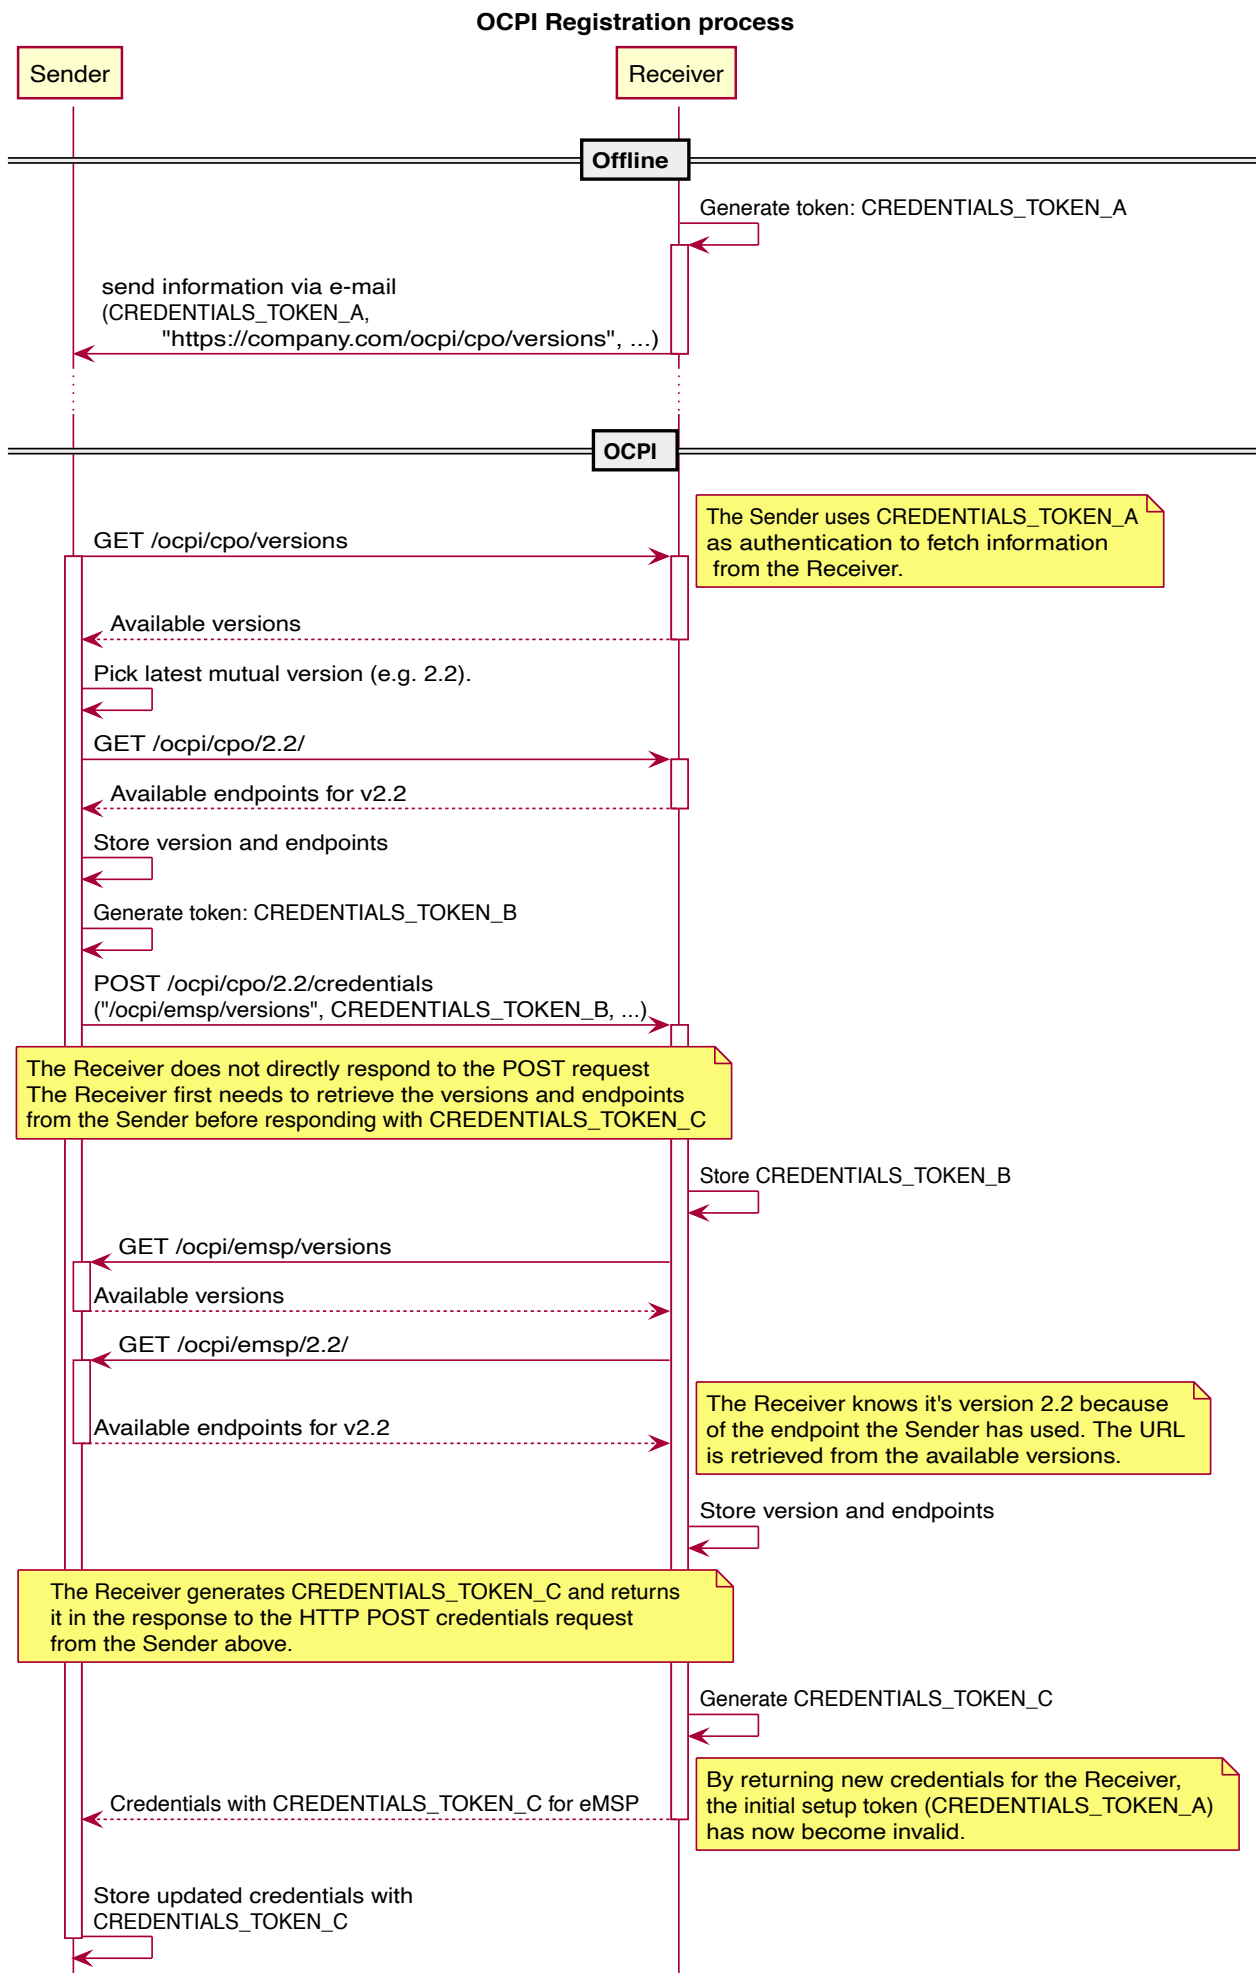 OCPI Registration process
Sender
Receiver
Offline
Generate token: CREDENTIALS_TOKEN_A
send information via e-mail
(CREDENTIALS_TOKEN_A,
"https://company.com/ocpi/cpo/versions", ...)
OCPI
The Sender uses CREDENTIALS_TOKEN_A
as authentication to fetch information
from the Receiver.
GET /ocpi/cpo/versions
Available versions
Pick latest mutual version (e.g. 2.2).
GET /ocpi/cpo/2.2/
Available endpoints for v2.2
Store version and endpoints
Generate token: CREDENTIALS_TOKEN_B
POST /ocpi/cpo/2.2/credentials
("/ocpi/emsp/versions", CREDENTIALS_TOKEN_B, ...)
The Receiver does not directly respond to the POST request
The Receiver first needs to retrieve the versions and endpoints
from the Sender before responding with CREDENTIALS_TOKEN_C
Store CREDENTIALS_TOKEN_B
GET /ocpi/emsp/versions
Available versions
GET /ocpi/emsp/2.2/
The Receiver knows it's version 2.2 because
of the endpoint the Sender has used. The URL
is retrieved from the available versions.
Available endpoints for v2.2
Store version and endpoints
The Receiver generates CREDENTIALS_TOKEN_C and returns
it in the response to the HTTP POST credentials request
from the Sender above.
Generate CREDENTIALS_TOKEN_C
By returning new credentials for the Receiver,
the initial setup token (CREDENTIALS_TOKEN_A)
has now become invalid.
Credentials with CREDENTIALS_TOKEN_C for eMSP
Store updated credentials with
CREDENTIALS_TOKEN_C